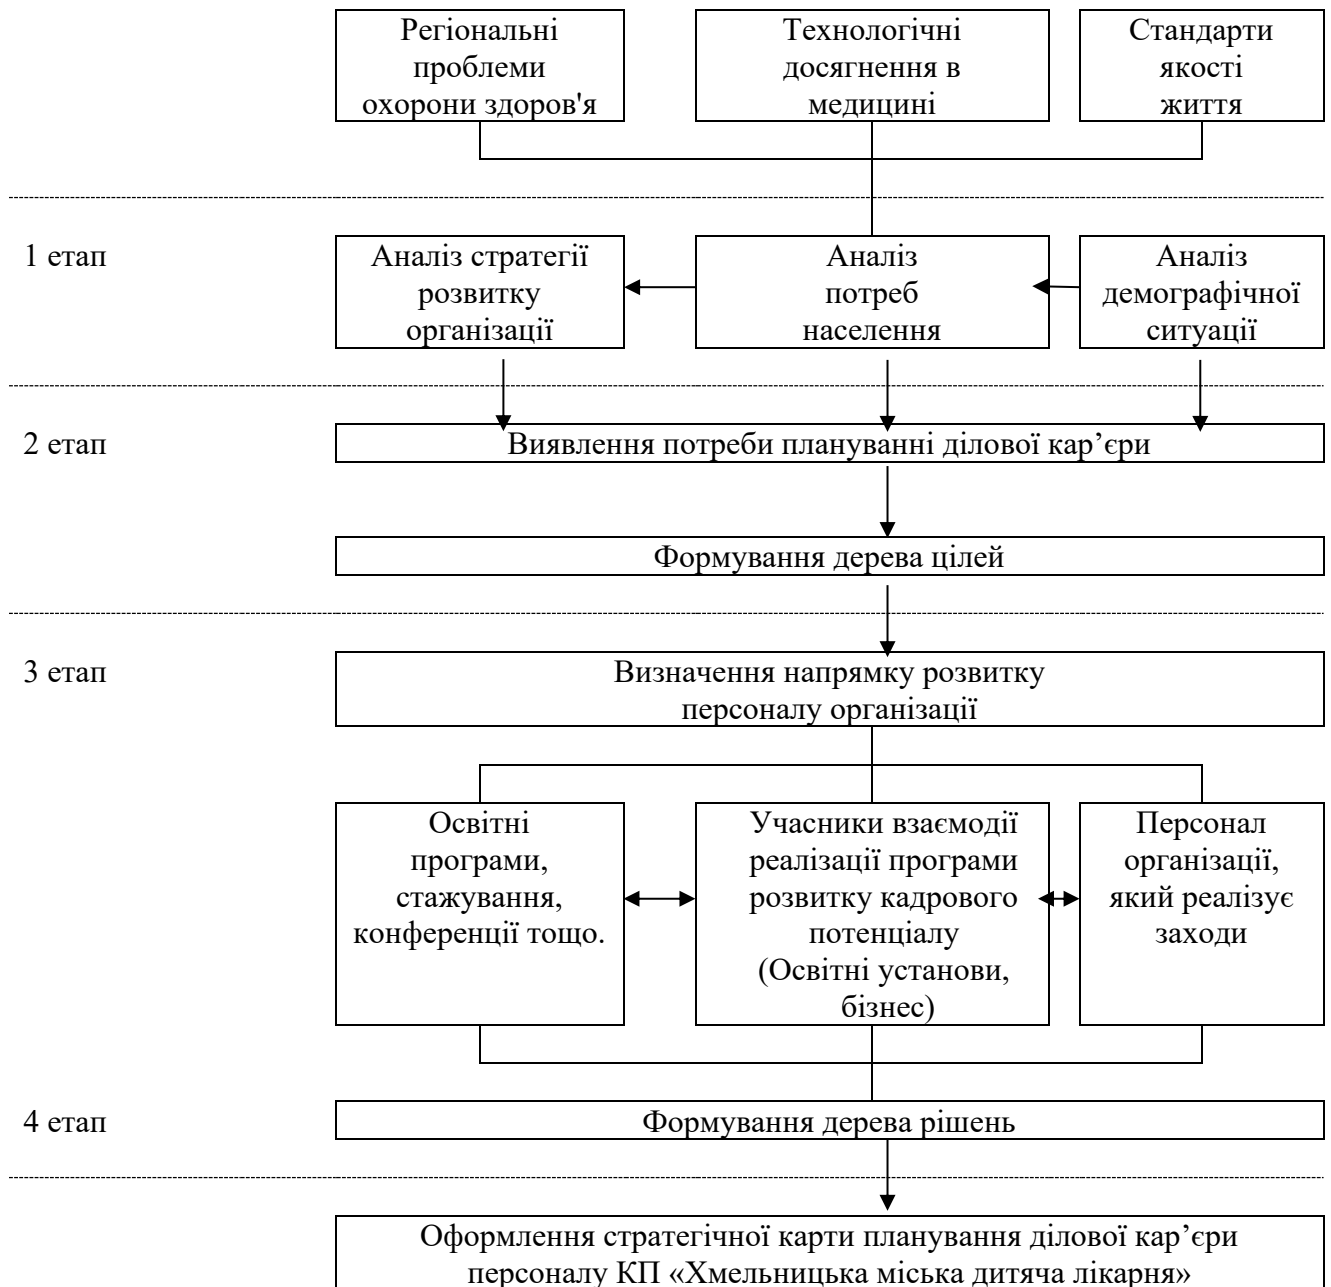 Регіональні
проблеми
охорони здоров'я
Технологічні
досягнення в
медицині
Стандарти
якості
життя
1 етап
Аналіз стратегії
розвитку
організації
Аналіз
потреб
населення
Аналіз
демографічної
ситуації
2 етап
Виявлення потреби плануванні ділової кар’єри
Формування дерева цілей
3 етап
Визначення напрямку розвитку
персоналу організації
Освітні
програми,
стажування,
конференції тощо.
Учасники взаємодії
реалізації програми
розвитку кадрового
потенціалу
(Освітні установи,
бізнес)
Персонал
організації,
який реалізує
заходи
4 етап
Формування дерева рішень
Оформлення стратегічної карти планування ділової кар’єри
персоналу КП «Хмельницька міська дитяча лікарня»